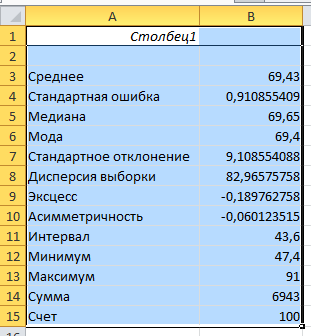 A B
1 Столбец1
2
3 Среднее 69,43
4 Стандартная ошибка 0,910855409
5 Медиана 69,65
6 Мода 69,4
7 Стандартное отклонение 9,108554088
8 Дисперсия выборки 82,96575758
9 Эксцесс -0,189762758
10 Асимметричность -0,060123515
11 Интервал 43,6
12 Минимум 47,4
13 Максимум 91
14 Сумма 6943
15 Счет 100